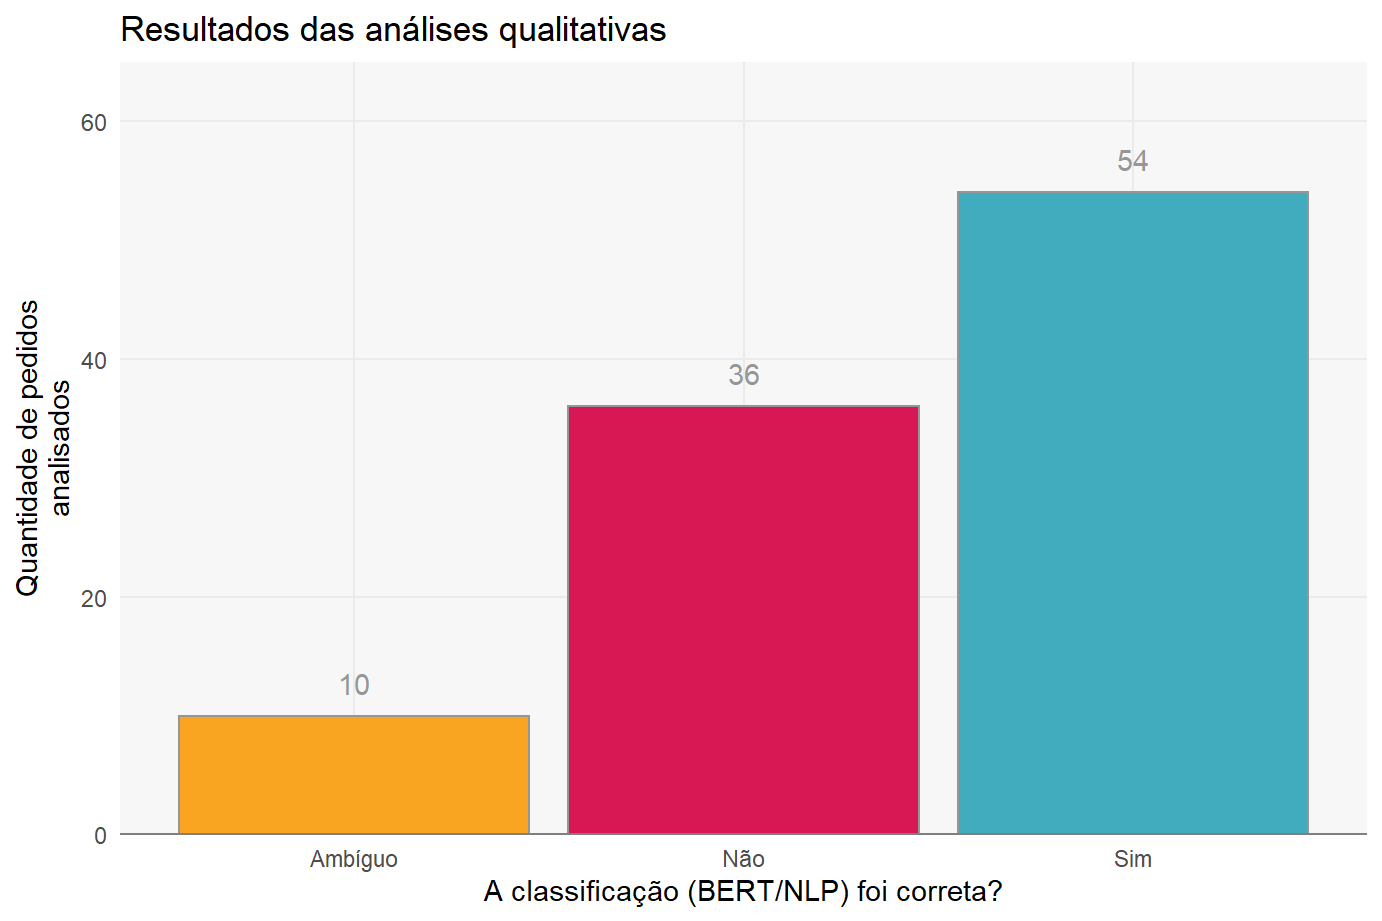 Resultados das análises qualitativas
Quantidade de pedidos
analisados
60
40
20
0
10
36
54
Ambíguo
Não
Sim
A classificação (BERT/NLP) foi correta?